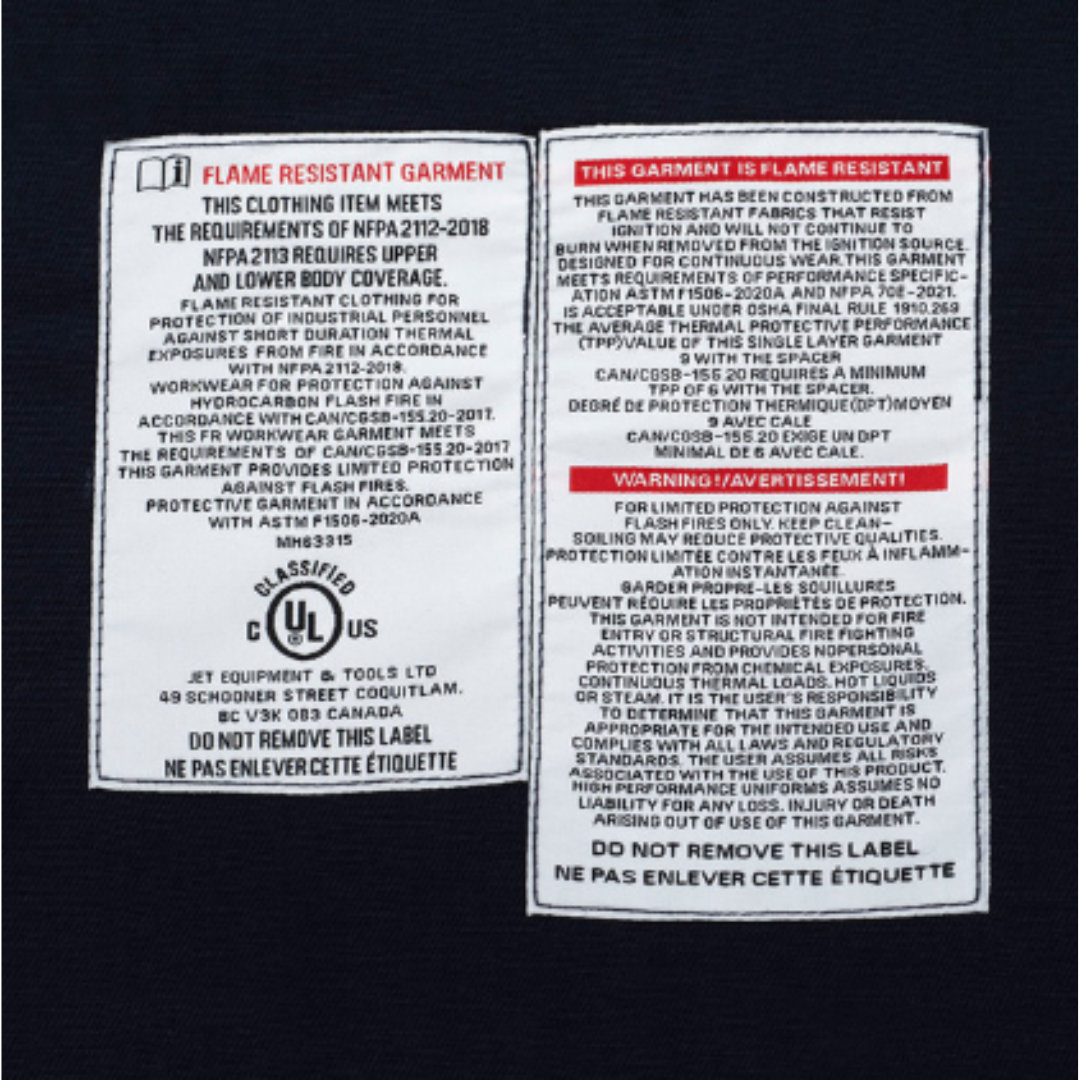 FLAME RESISTANT GARMENT
THIS CLOTHING ITEM MEETS
THE REQUIREMENTS OF NFPA 2112-2018
NFPA 2113 REQUIRES UPPER
AND LOWER BODY COVERAGE.
FLAME RESISTANT CLOTHING FOR
PROTECTION OF INDUSTRIAL PERSONNEL
AGAINST SHORT DURATION THERMAL
EXPOSURES FROM FIRE IN ACCORDANCE
WITH NFPA 2112-2018.
WORKWEAR FOR PROTECTION AGAINST
HYDROCARBON FLASH FIRE IN
ACCORDANCE WITH CAN/CGSB-155.20-2017.
THIS FR WORKWEAR GARMENT MEETS
THE REQUIREMENTS OF CAN/CGSB-155.20-2017
THIS GARMENT PROVIDES LIMITED PROTECTION
AGAINST FLASH FIRES.
PROTECTIVE GARMENT IN ACCORDANCE
WITH ASTM F1506-2020A
MH63315
CLASSIFIED
C UL US
JET EQUIPMENT & TOOLS LTD
49 SCHOONER STREET COQUITLAM.
BC V3K 0B3 CANADA
DO NOT REMOVE THIS LABEL
NE PAS ENLEVER CETTE ÉTIQUETTE
THIS GARMENT IS FLAME RESISTANT
THIS GARMENT HAS BEEN CONSTRUCTED FROM
FLAME RESISTANT FABRICS THAT RESIST
IGNITION AND WILL NOT CONTINUE TO
BURN WHEN REMOVED FROM THE IGNITION SOURCE.
DESIGNED FOR CONTINUOUS WEAR.THIS GARMENT
MEETS REQUIREMENTS OF PERFORMANCE SPECIFIC-
ATION ASTM F1506-2020A AND NFPA 70E-2021.
IS ACCEPTABLE UNDER OSHA FINAL RULE 1910.269
THE AVERAGE THERMAL PROTECTIVE PERFORMANCE
(TPP)VALUE OF THIS SINGLE LAYER GARMENT
9 WITH THE SPACER
CAN/CGSB-155.20 REQUIRES A MINIMUM
TPP OF 6 WITH THE SPACER.
DEGRÉ DE PROTECTION THERMIQUE(DPT)MOYEN
9 AVEC CALE
CAN/CGSB-155.20 EXIGE UN DPT
MINIMAL DE 6 AVEC CALE.
WARNING!/AVERTISSEMENT!
FOR LIMITED PROTECTION AGAINST
FLASH FIRES ONLY. KEEP CLEAN-
SOILING MAY REDUCE PROTECTIVE QUALITIES.
PROTECTION LIMITÉE CONTRE LES FEUX À INFLAMM-
ATION INSTANTANÉE.
GARDER PROPRE-LES SOUILLURES
PEUVENT RÉDUIRE LES PROPRIÉTÉS DE PROTECTION.
THIS GARMENT IS NOT INTENDED FOR FIRE
ENTRY OR STRUCTURAL FIRE FIGHTING
ACTIVITIES AND PROVIDES NOPERSONAL
PROTECTION FROM CHEMICAL EXPOSURES.
CONTINUOUS THERMAL LOADS. HOT LIQUIDS
OR STEAM. IT IS THE USER'S RESPONSIBILITY
TO DETERMINE THAT THIS GARMENT IS
APPROPRIATE FOR THE INTENDED USE AND
COMPLIES WITH ALL LAWS AND REGULATORY
STANDARDS. THE USER ASSUMES ALL RISKS
ASSOCIATED WITH THE USE OF THIS PRODUCT.
HIGH PERFORMANCE UNIFORMS ASSUMES NO
LIABILITY FOR ANY LOSS. INJURY OR DEATH
ARISING OUT OF USE OF THIS GARMENT.
DO NOT REMOVE THIS LABEL
NE PAS ENLEVER CETTE ÉTIQUETTE